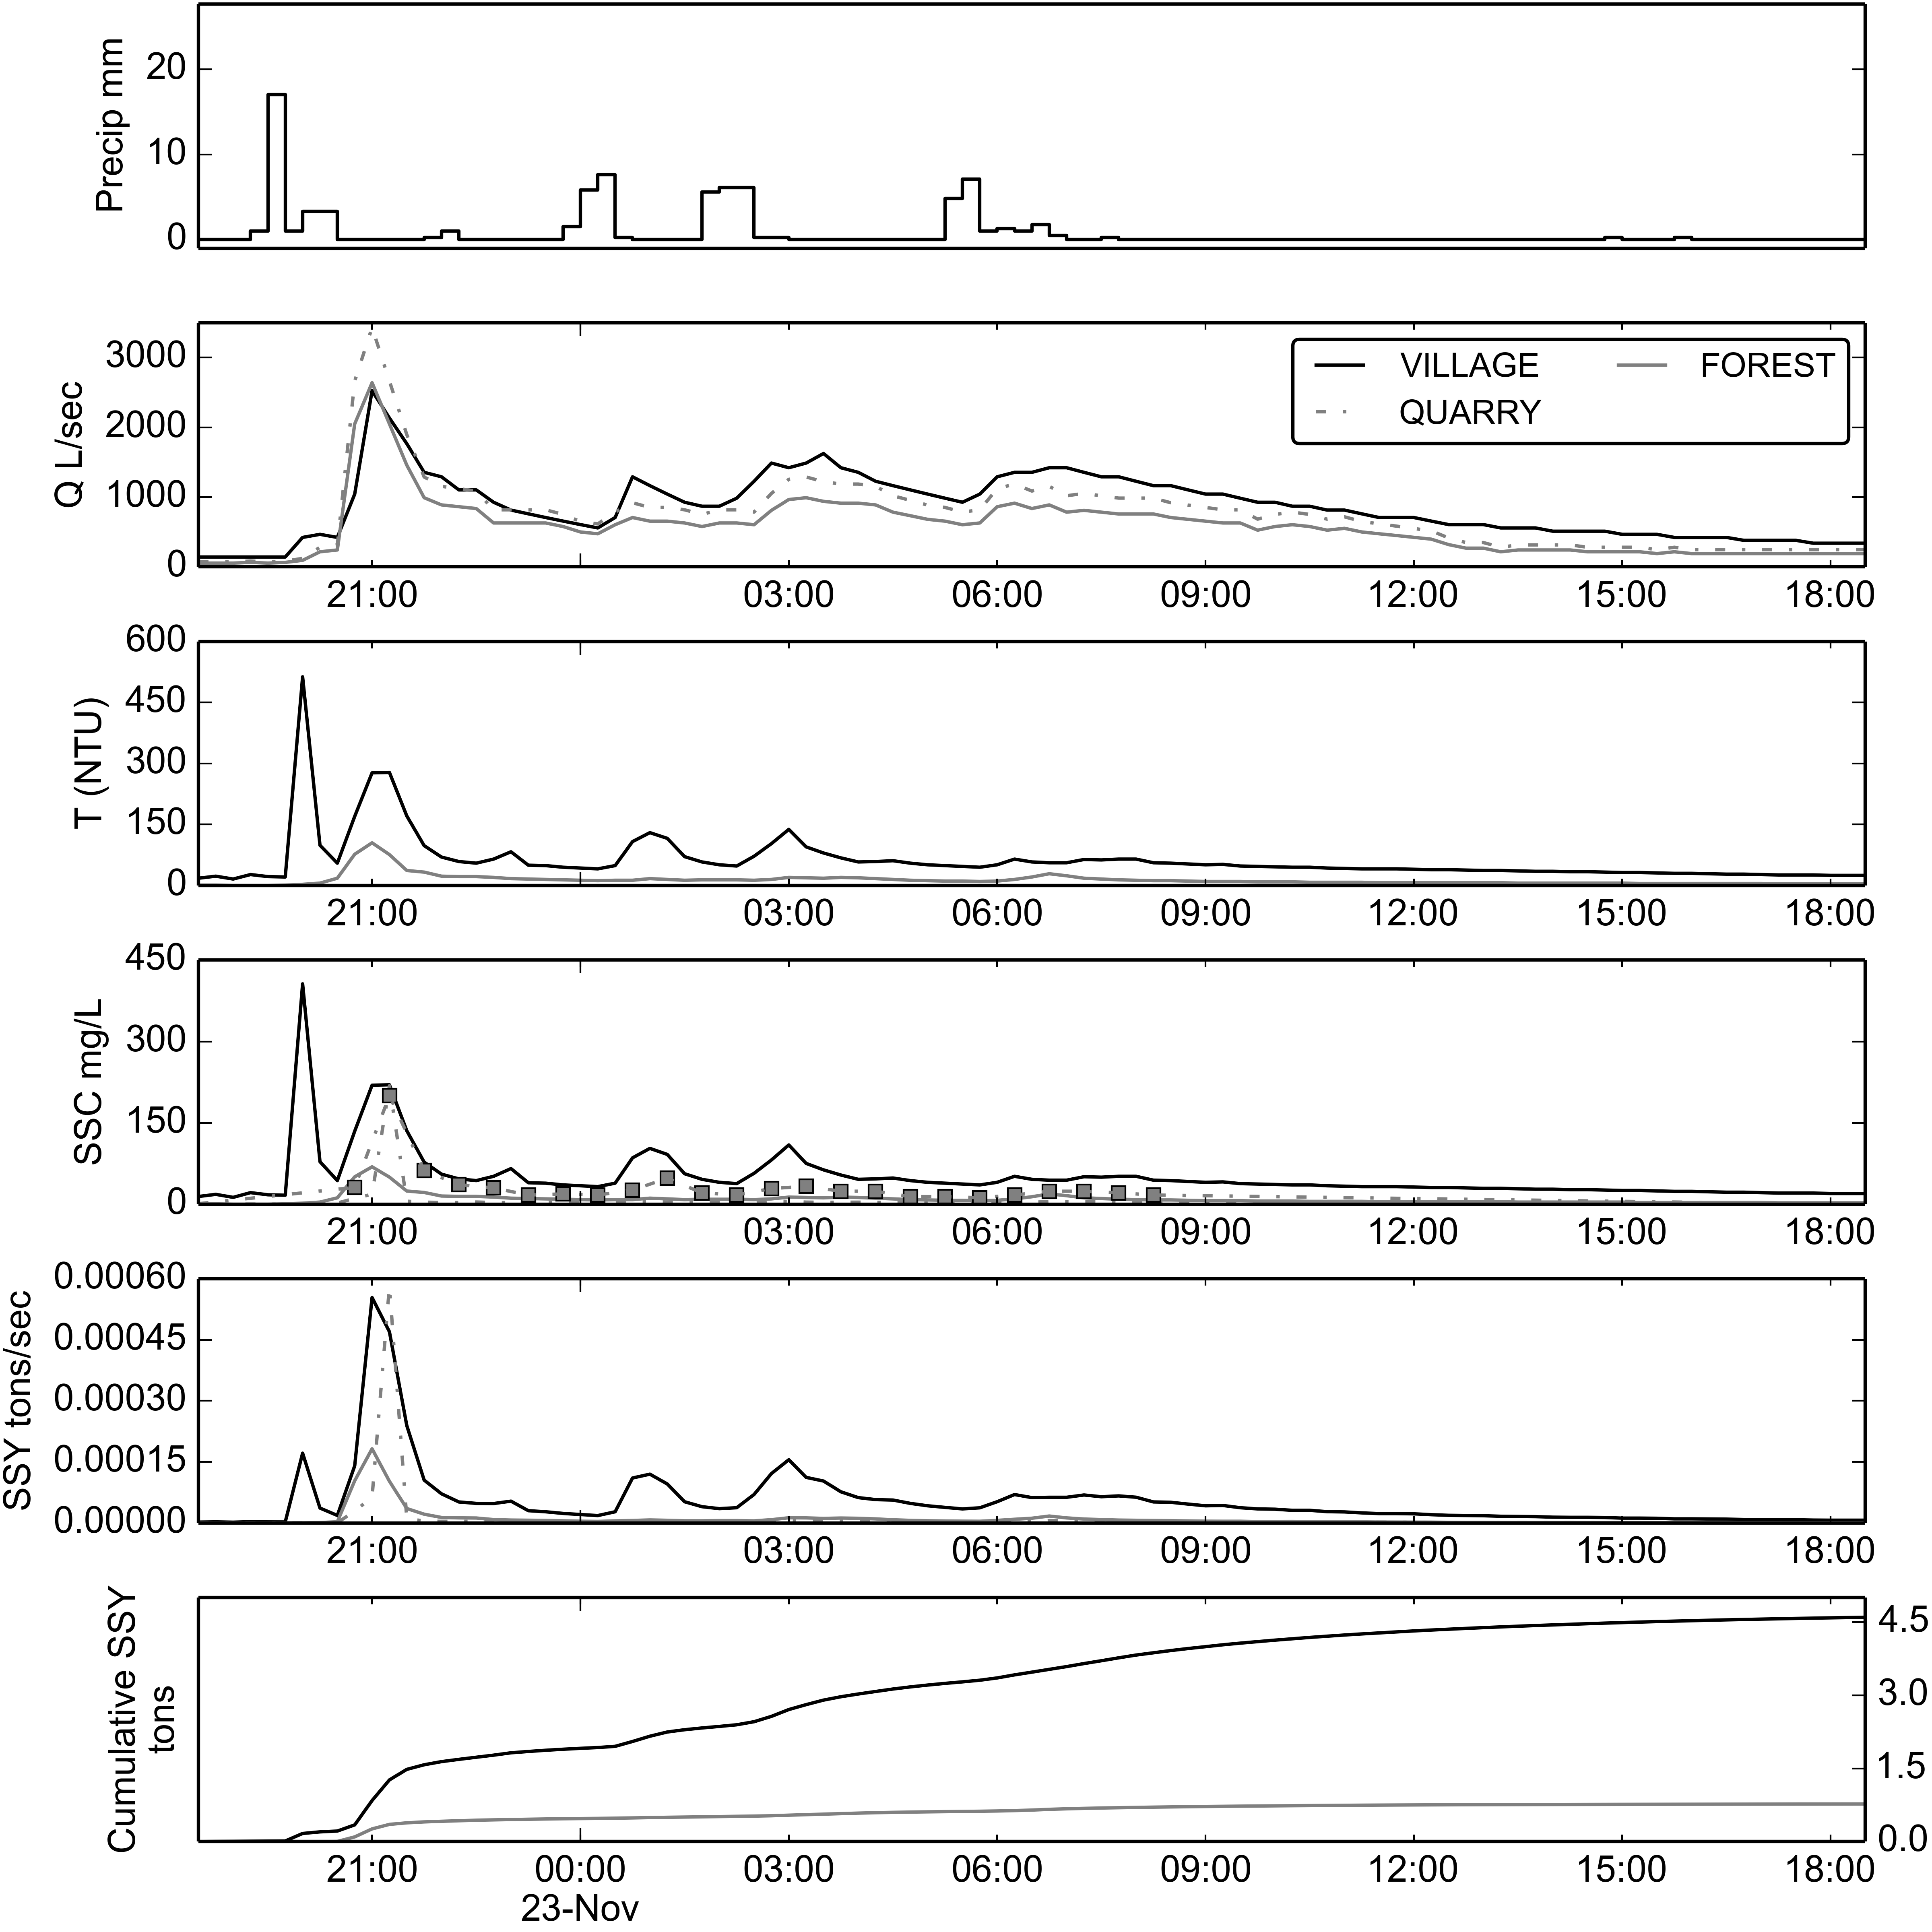 Precip mm
20
10
0
Q L/sec
3000
2000
1000
0
VILLAGE FOREST
QUARRY
21:00 03:00 06:00 09:00 12:00 15:00 18:00
T (NTU)
600
450
300
150
0
21:00 03:00 06:00 09:00 12:00 15:00 18:00
SSC mg/L
450
300
150
0
21:00 03:00 06:00 09:00 12:00 15:00 18:00
SSY tons/sec
0.00060
0.00045
0.00030
0.00015
0.00000
21:00 03:00 06:00 09:00 12:00 15:00 18:00
Cumulative SSY
tons
4.5
3.0
1.5
0.0
21:00 00:00 03:00 06:00 09:00 12:00 15:00 18:00
23-Nov